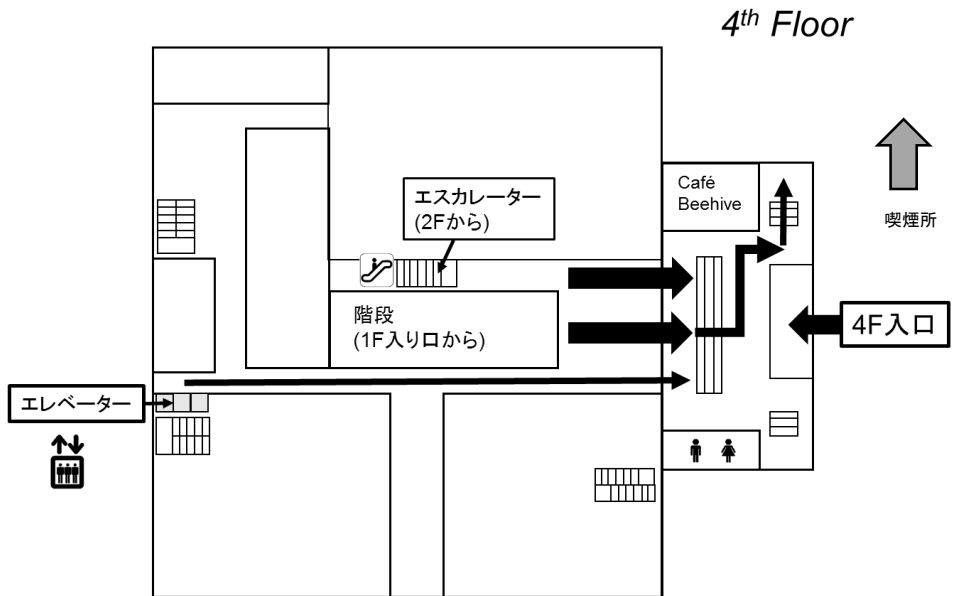 4th Floor
Café
Beehive
喫煙所
エスカレーター
(2Fから)
階段
(1F入り口から)
4F入口
エレベーター